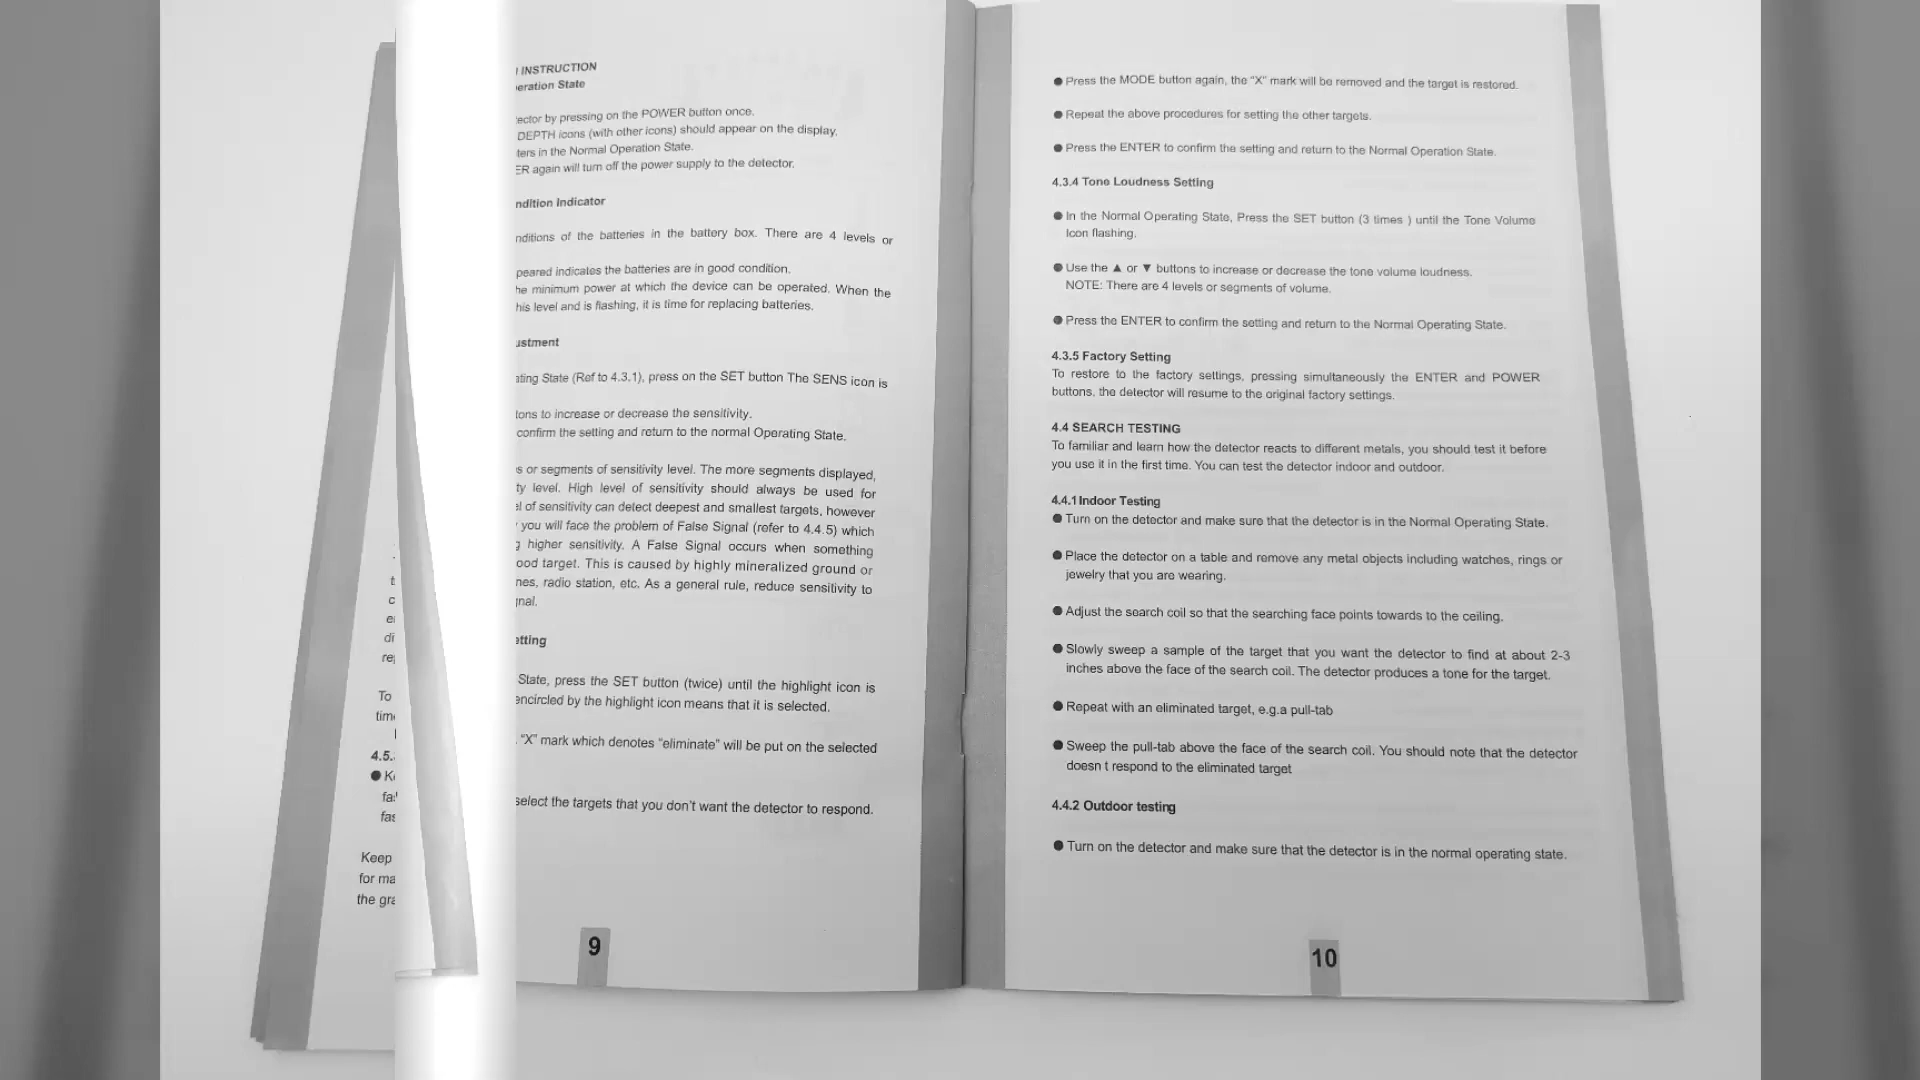 INSTRUCTION
State
by pressing on the POWER button once.
DEPTH icons (with other icons) should appear on the display,
in the Normal Operation State.
again will turn off the power supply to the detector.
Indicator
of the batteries in the battery box. There are 4 levels or
indicates the batteries are in good condition.
minimum power at which the device can be operated. When the
level and is flashing, it is time for replacing batteries.
State (Ref to 4.3.1), press on the SET button The SENS icon is
to increase or decrease the sensitivity.
confirm the setting and return to the normal Operating State.
or segments of sensitivity level. The more segments displayed,
level. High level of sensitivity should always be used for
of sensitivity can detect deepest and smallest targets, however
you will face the problem of False Signal (refer to 4.4.5) which
higher sensitivity. A False Signal occurs when something
target. This is caused by highly mineralized ground or
radio station, etc. As a general rule, reduce sensitivity to
State, press the SET button (twice) until the highlight icon is
encircled by the highlight icon means that it is selected.
"X" mark which denotes "eliminate" will be put on the selected
select the targets that you don't want the detector to respond.
9
To
4.5.
Keep
for
the
● Press the MODE button again, the "X" mark will be removed and the target is restored.
● Repeat the above procedures for setting the other targets.
● Press the ENTER to confirm the setting and return to the Normal Operation State.
4.3.4 Tone Loudness Setting
● In the Normal Operating State, Press the SET button (3 times ) until the Tone Volume
Icon flashing.
● Use the ▲ or ▼ buttons to increase or decrease the tone volume loudness.
NOTE: There are 4 levels or segments of volume.
● Press the ENTER to confirm the setting and return to the Normal Operating State.
4.3.5 Factory Setting
To restore to the factory settings, pressing simultaneously the ENTER and POWER
buttons, the detector will resume to the original factory settings.
4.4 SEARCH TESTING
To familiar and learn how the detector reacts to different metals, you should test it before
you use it in the first time. You can test the detector indoor and outdoor.
4.4.1 Indoor Testing
● Turn on the detector and make sure that the detector is in the Normal Operating State.
● Place the detector on a table and remove any metal objects including watches, rings or
jewelry that you are wearing.
● Adjust the search coil so that the searching face points towards to the ceiling.
● Slowly sweep a sample of the target that you want the detector to find at about 2-3
inches above the face of the search coil. The detector produces a tone for the target.
● Repeat with an eliminated target, e.g.a pull-tab
● Sweep the pull-tab above the face of the search coil. You should note that the detector
doesn t respond to the eliminated target
4.4.2 Outdoor testing
● Turn on the detector and make sure that the detector is in the normal operating state.
10